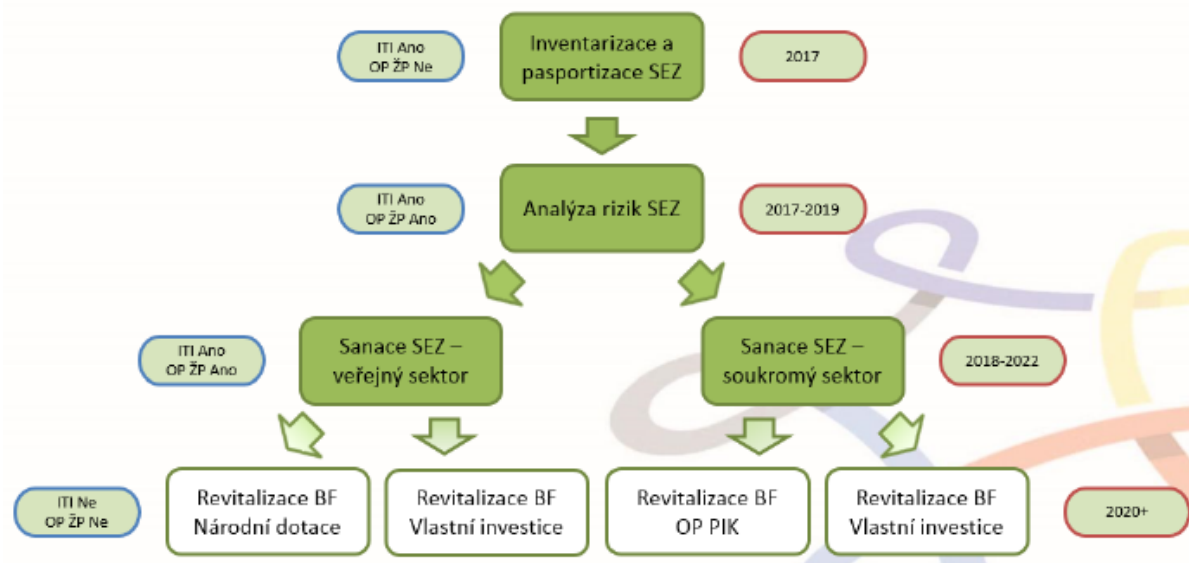 ITI Ano
OP ŽP Ne
Inventarizace a
pasportizace SEZ
2017
ITI Ano
OP ŽP Ano
Analýza rizik SEZ
2017-2019
ITI Ano
OP ŽP Ano
Sanace SEZ –
veřejný sektor
Sanace SEZ –
soukromý sektor
2018-2022
ITI Ne
OP ŽP Ne
Revitalizace BF
Národní dotace
Revitalizace BF
Vlastní investice
Revitalizace BF
OP PIK
Revitalizace BF
Vlastní investice
2020+